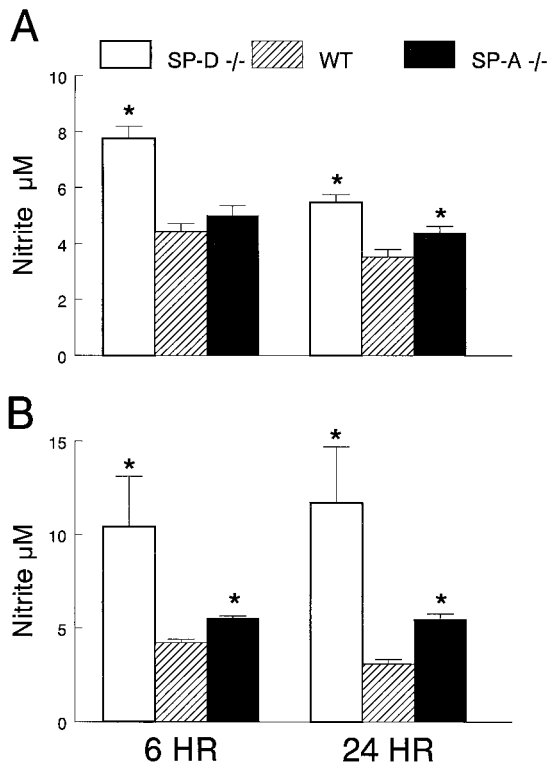 A
SP-D -/- WT SP-A -/-
10
8
6
4
2
0
Nitrite µM
*
*
*
B
15
10
5
0
Nitrite µM
*
*
*
*
6 HR 24 HR